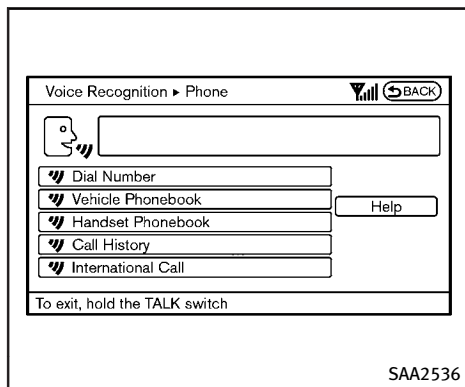 Voice Recognition ▸ Phone BACK
Dial Number
Vehicle Phonebook
Help
Handset Phonebook
Call History
International Call
To exit, hold the TALK switch
SAA2536